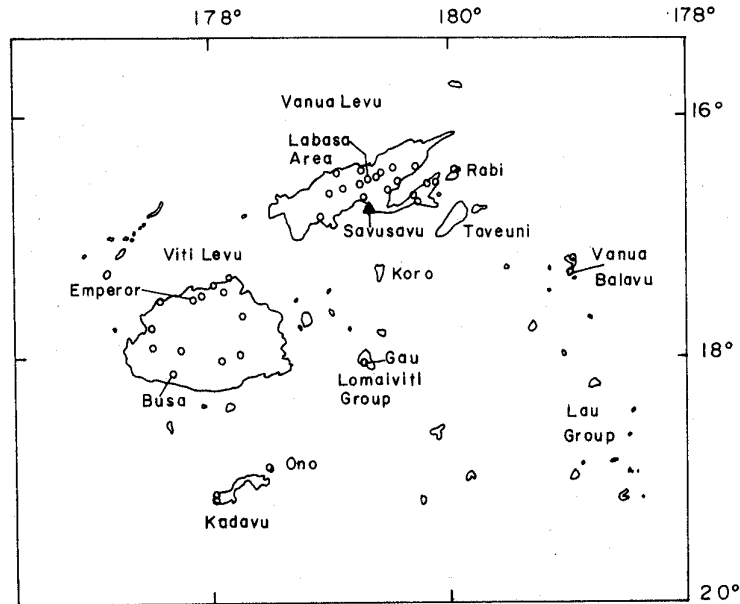 178°
180°
178°
16°
Vanua Levu
Labasa
Area
Rabi
Savusavu
Taveuni
Viti Levu
Vanua
Balavu
Koro
Emperor
Gau
18°
Lomaiviti
Group
Busa
Lau
Group
Ono
Kadavu
20°